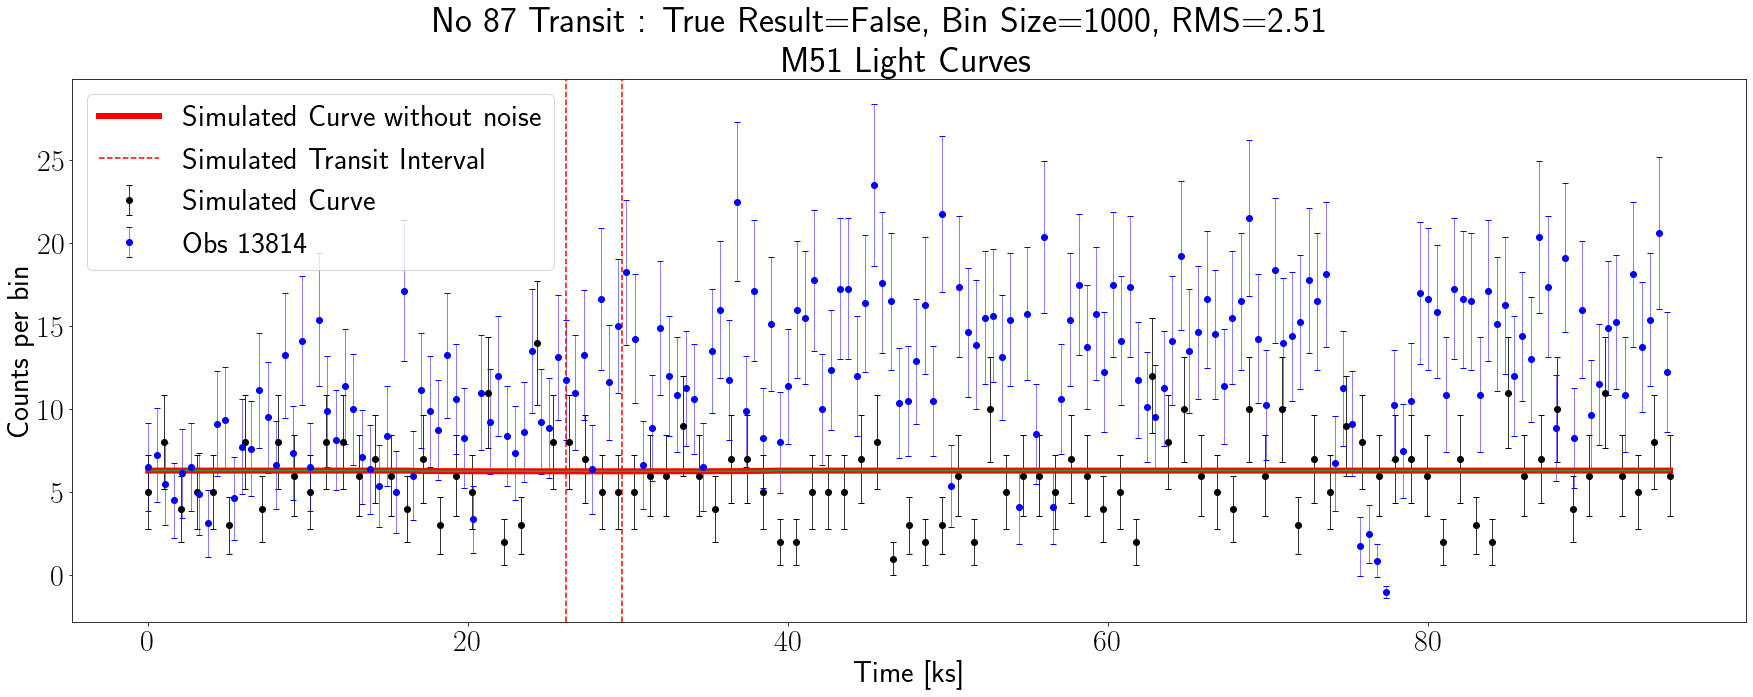 No 87 Transit : True Result=False, Bin Size=1000, RMS=2.51
M51 Light Curves
Simulated Curve without noise
Simulated Transit Interval
Simulated Curve
Obs 13814
Counts per bin
25
20
15
10
5
0
0 20 40 60 80
Time [ks]